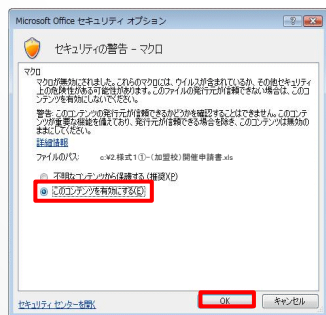 Microsoft Office セキュリティ オプション
セキュリティの警告 - マクロ
マクロ
マクロが無効にされました。これらのマクロには、ウイルスが含まれているか、その他セキュリティ
上の危険性がある可能性があります。このファイルの発行元が信頼できない場合は、このコ
ンテンツを有効にしないでください。
警告: このコンテンツの発行元が信頼できるかどうかを確認することはできません。このコンテ
ンツが重要な機能を備えており、発行元が信頼できる場合を除き、このコンテンツは無効の
ままにしてください。
詳細情報
ファイルのパス: c:¥2.様式1①-(加盟校)開催申請書.xls
不明なコンテンツから保護する (推奨)(P)
このコンテンツを有効にする(E)
セキュリティ センターを開く
OK
キャンセル